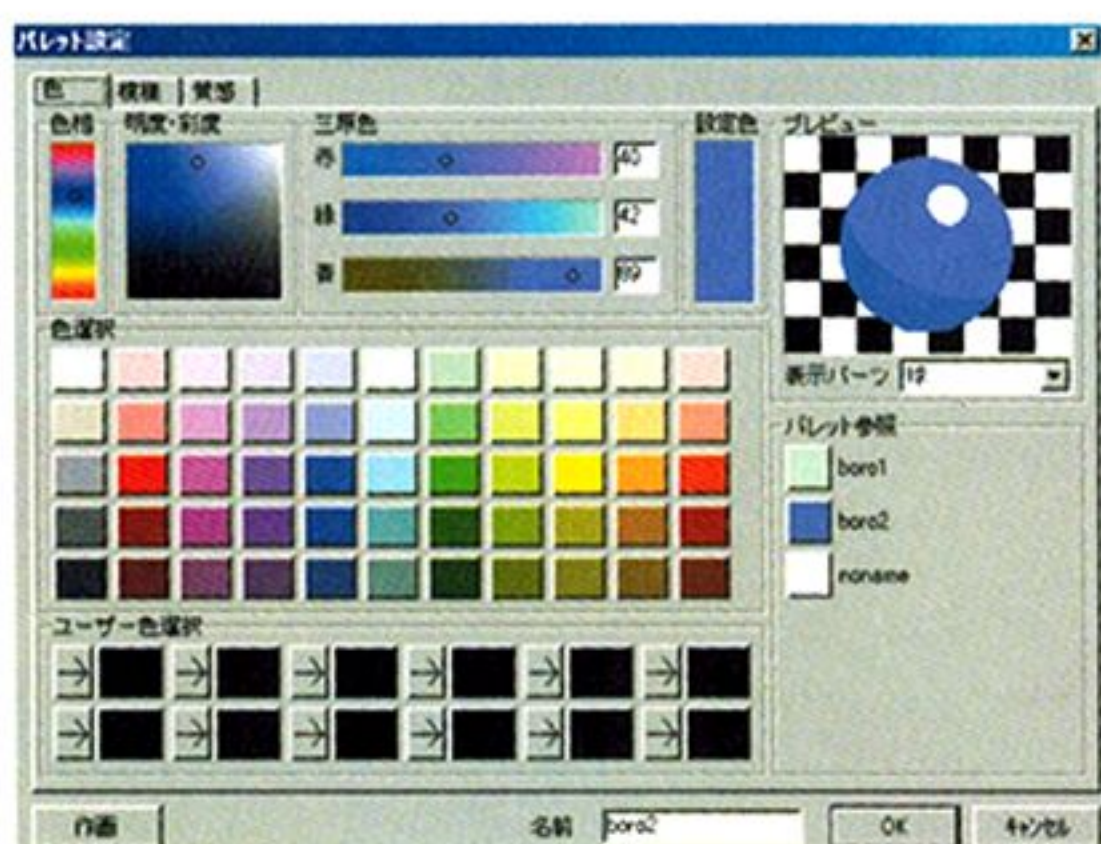 パレット設定
色 模様 質感
色相 明度・彩度 三原色 設定色 プレビュー
赤 40
緑 42
青 89
色選択
表示パーツ 球
パレット参照
boro1
boro2
noname
ユーザー色選択
名前 boro2 OK キャンセル